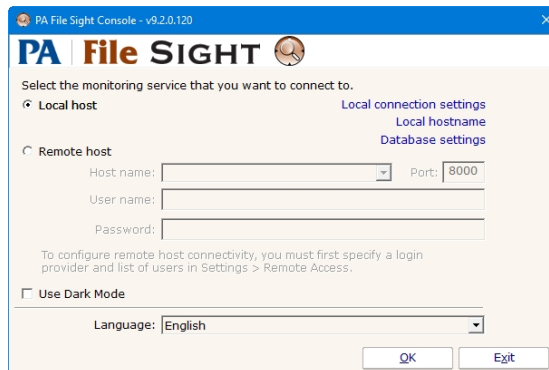 PA File Sight Console - v9.2.0.120
PA File SIGHT
Select the monitoring service that you want to connect to.
Local host
Local connection settings
Local hostname
Database settings
Remote host
Host name: Port: 8000
User name:
Password:
To configure remote host connectivity, you must first specify a login
provider and list of users in Settings > Remote Access.
Use Dark Mode
Language: English
OK Exit